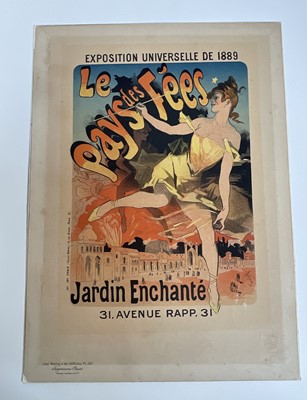 EXPOSITION UNIVERSELLE DE 1889
Le
Pays des Fées
Jardin Enchanté
31, AVENUE RAPP, 31